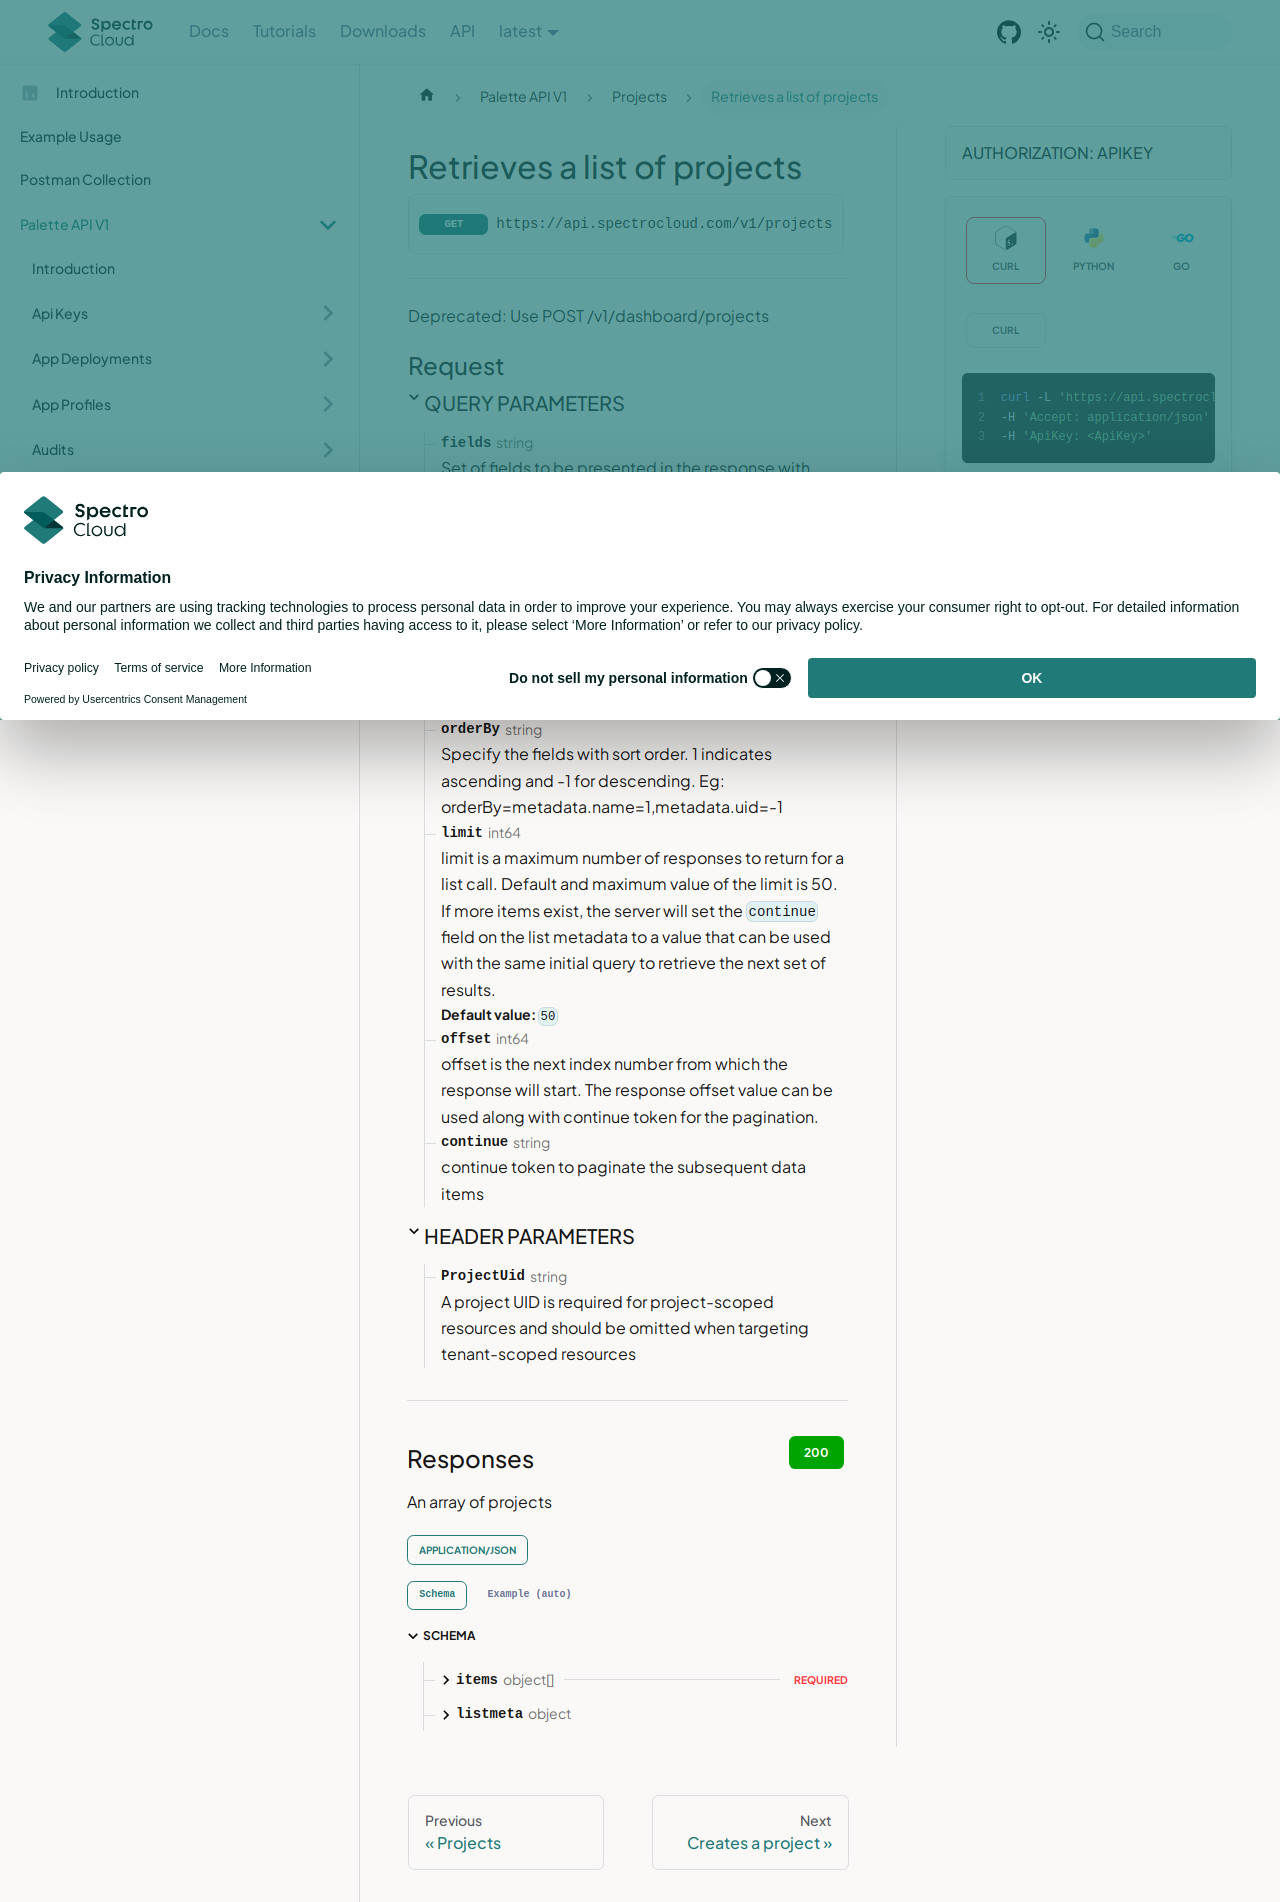 Spectro Cloud
Docs
Tutorials
Downloads
API
latest
Search
Introduction
Example Usage
Postman Collection
Palette API V1
Introduction
Api Keys
App Deployments
App Profiles
Audits
Palette API V1
Projects
Retrieves a list of projects
Retrieves a list of projects
GET https://api.spectrocloud.com/v1/projects
Deprecated: Use POST /v1/dashboard/projects
Request
QUERY PARAMETERS
fields string
Set of fields to be presented in the response with
AUTHORIZATION: APIKEY
CURL
PYTHON
GO
CURL
1 curl -L 'https://api.spectrocl
2 -H 'Accept: application/json'
3 -H 'ApiKey: <ApiKey>'
Spectro
Cloud
Privacy Information
We and our partners are using tracking technologies to process personal data in order to improve your experience. You may always exercise your consumer right to opt-out. For detailed information
about personal information we collect and third parties having access to it, please select ‘More Information’ or refer to our privacy policy.
Privacy policy
Terms of service
More Information
Powered by Usercentrics Consent Management
Do not sell my personal information
OK
orderBy string
Specify the fields with sort order. 1 indicates
ascending and -1 for descending. Eg:
orderBy=metadata.name=1,metadata.uid=-1
limit int64
limit is a maximum number of responses to return for a
list call. Default and maximum value of the limit is 50.
If more items exist, the server will set the continue
field on the list metadata to a value that can be used
with the same initial query to retrieve the next set of
results.
Default value: 50
offset int64
offset is the next index number from which the
response will start. The response offset value can be
used along with continue token for the pagination.
continue string
continue token to paginate the subsequent data
items
HEADER PARAMETERS
ProjectUid string
A project UID is required for project-scoped
resources and should be omitted when targeting
tenant-scoped resources
Responses
200
An array of projects
APPLICATION/JSON
Schema
Example (auto)
SCHEMA
items object[] REQUIRED
listmeta object
Previous
« Projects
Next
Creates a project »